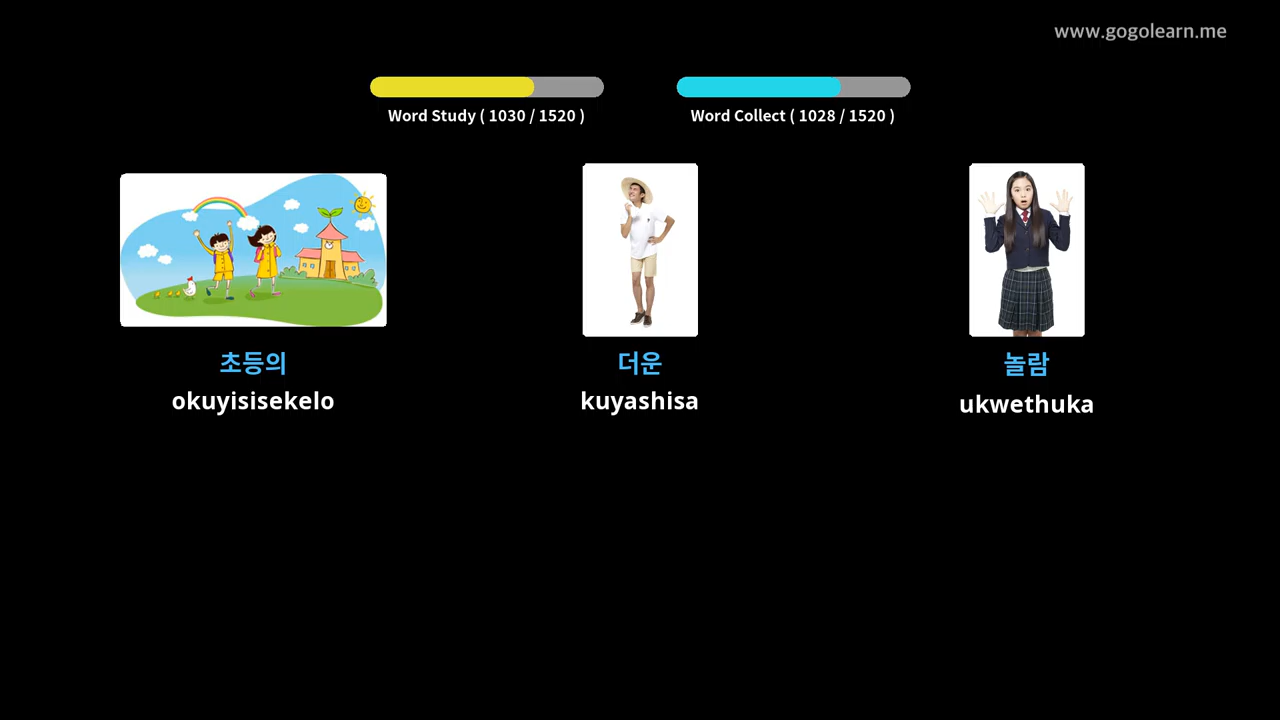 www.gogolearn.me
Word Study ( 1030 / 1520 )
Word Collect ( 1028 / 1520 )
초등의
더운
놀람
okuyisisekelo
kuyashisa
ukwethuka